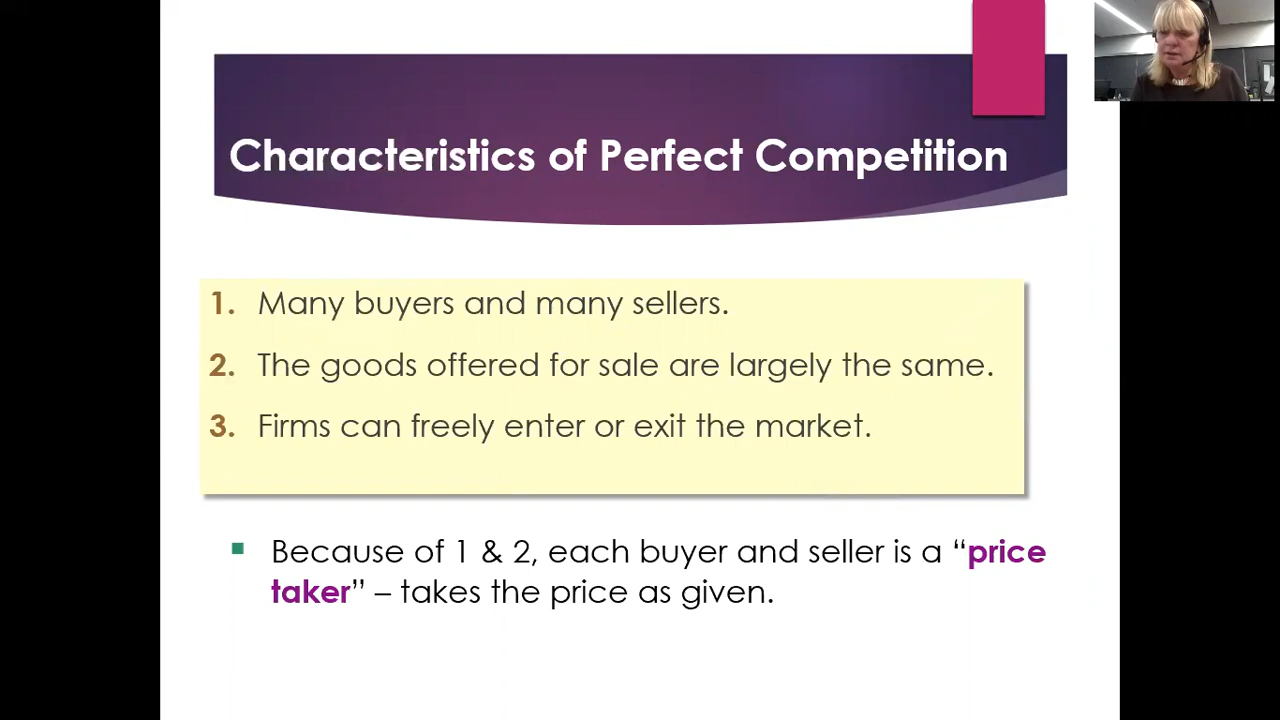 Characteristics of Perfect Competition
1. Many buyers and many sellers.
2. The goods offered for sale are largely the same.
3. Firms can freely enter or exit the market.
▪ Because of 1 & 2, each buyer and seller is a “price
taker” – takes the price as given.